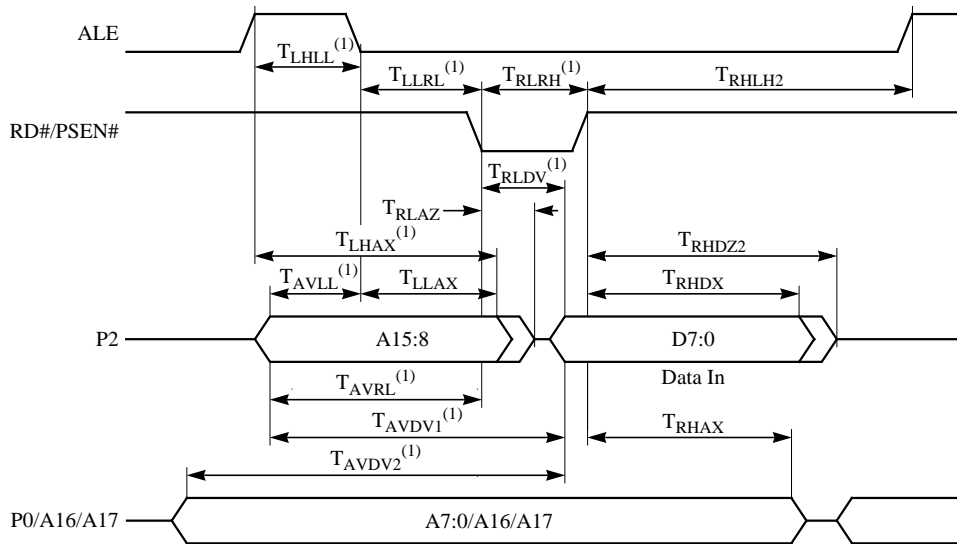 ALE
T_LHLL^(1)
T_LLRL^(1) T_RLRH^(1) T_RHLH2
RD#/PSEN#
T_RLDV^(1)
T_RLAZ
T_LHAX^(1) T_RHDZ2
T_AVLL^(1) T_LLAX T_RHDX
P2 A15:8 D7:0
Data In
T_AVRL^(1)
T_AVDV1^(1) T_RHAX
T_AVDV2^(1)
P0/A16/A17 A7:0/A16/A17